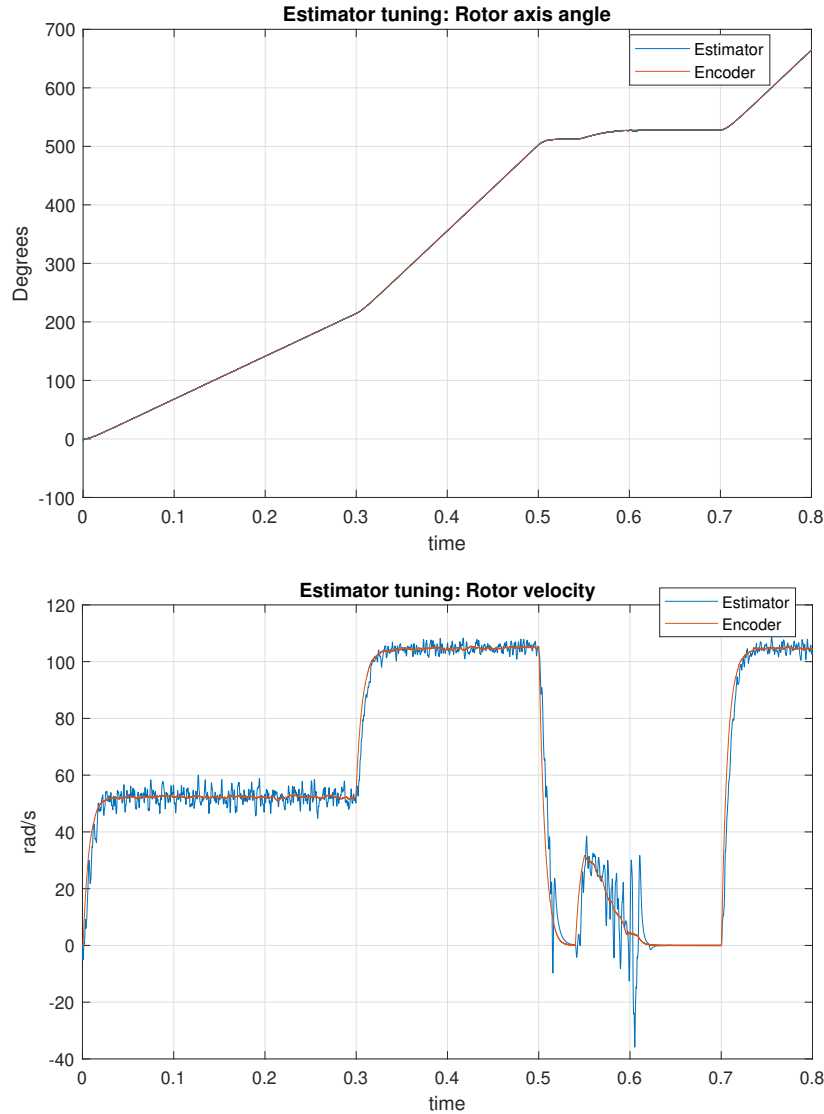 Estimator tuning: Rotor axis angle
700
600
500
400
300
200
100
0
-100
Degrees
Estimator
Encoder
0 0.1 0.2 0.3 0.4 0.5 0.6 0.7 0.8
time
Estimator tuning: Rotor velocity
120
100
80
60
40
20
0
-20
-40
rad/s
Estimator
Encoder
0 0.1 0.2 0.3 0.4 0.5 0.6 0.7 0.8
time